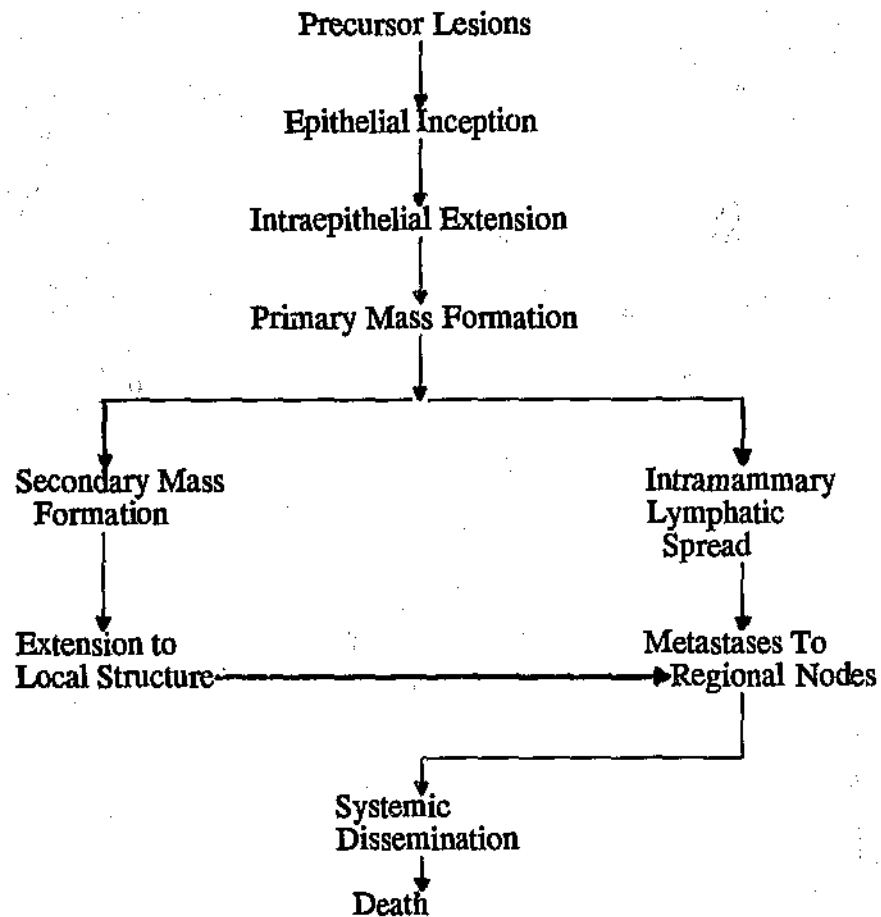 Precursor Lesions
Epithelial Inception
Intraepithelial Extension
Primary Mass Formation
Secondary Mass
Formation
Intramammary
Lymphatic
Spread
Extension to
Local Structure
Metastases To
Regional Nodes
Systemic
Dissemination
Death